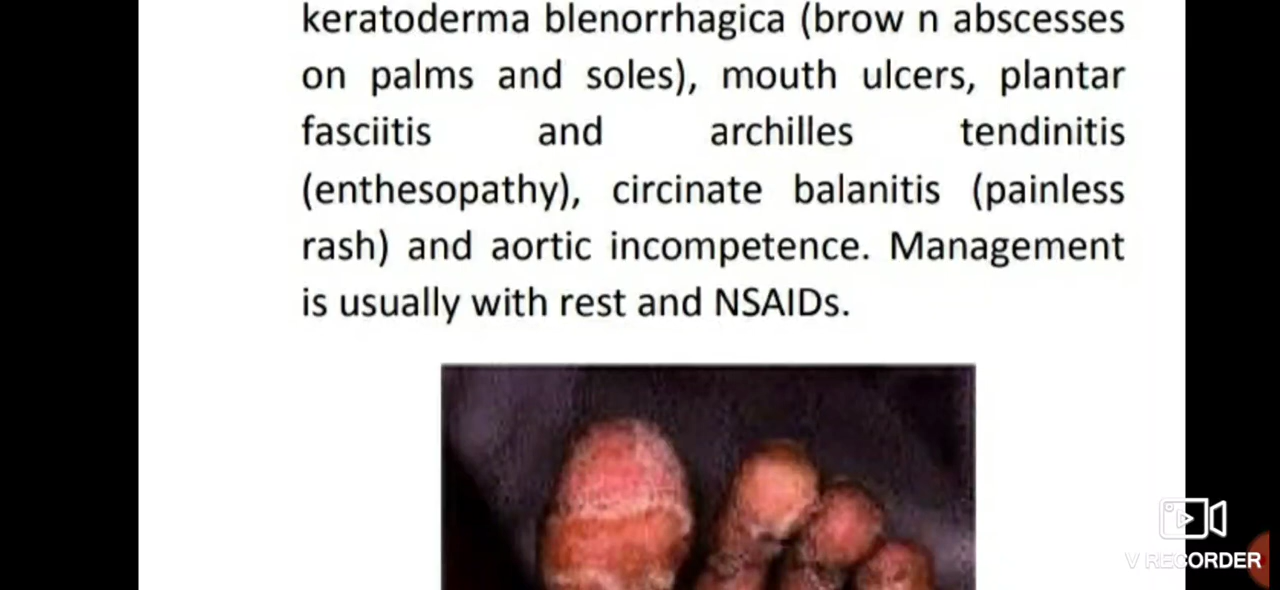 keratoderma blenorrhagica (brow n abscesses
on palms and soles), mouth ulcers, plantar
fasciitis and archilles tendinitis
(enthesopathy), circinate balanitis (painless
rash) and aortic incompetence. Management
is usually with rest and NSAIDs.
V RECORDER